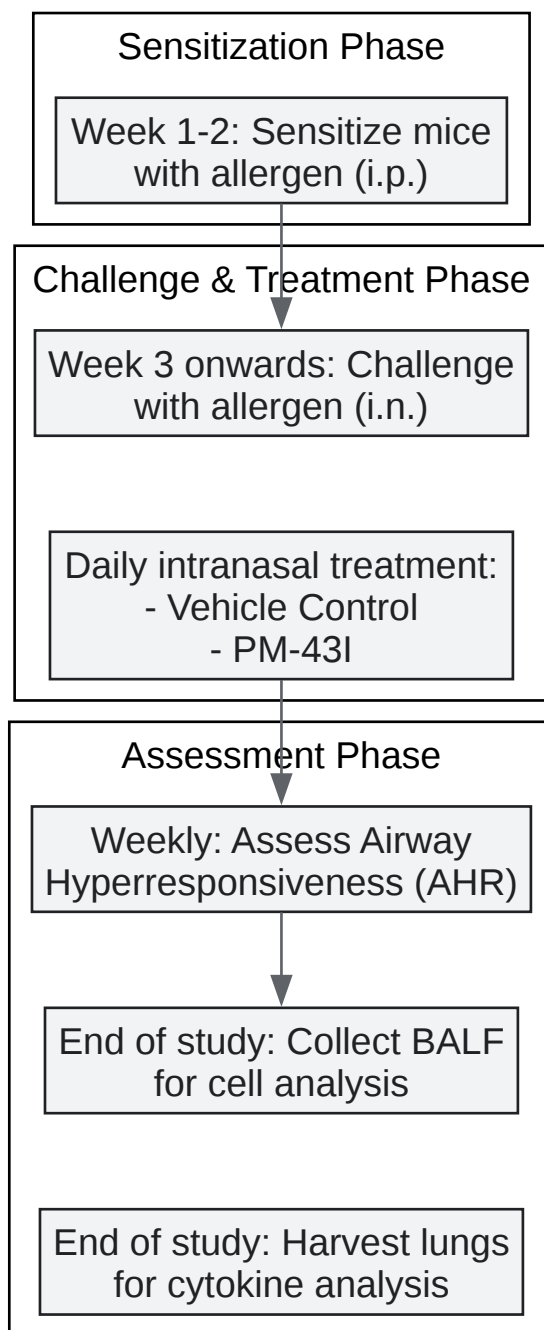 Sensitization Phase
Week 1-2: Sensitize mice
with allergen (i.p.)
Challenge & Treatment Phase
Week 3 onwards: Challenge
with allergen (i.n.)
Daily intranasal treatment:
- Vehicle Control
- PM-43I
Assessment Phase
Weekly: Assess Airway
Hyperresponsiveness (AHR)
End of study: Collect BALF
for cell analysis
End of study: Harvest lungs
for cytokine analysis